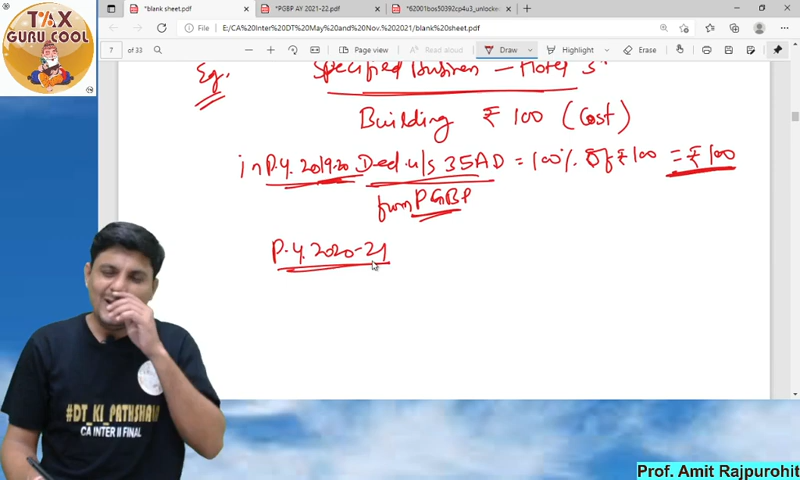 TAX
GURU COOL
*blank sheet.pdf
*PGBP AY 2021-22.pdf
*62001bos50392cp4u3_unlocke
E:/CA%20Inter%20DT%20May%20and%20Nov.%202021/blank%20sheet.pdf
7 of 33
Page view
Read aloud
Draw
Highlight
Erase
Eg. Specified Business - Hotel 3*
Building ₹ 100 (Cost)
in P.Y. 2019-20 Ded. u/s 35AD = 100% Of ₹ 100 = ₹ 100
from PGBP
P.Y. 2020-21
#DT KI PATHSHALA
CA INTER II FINAL
Prof. Amit Rajpurohit